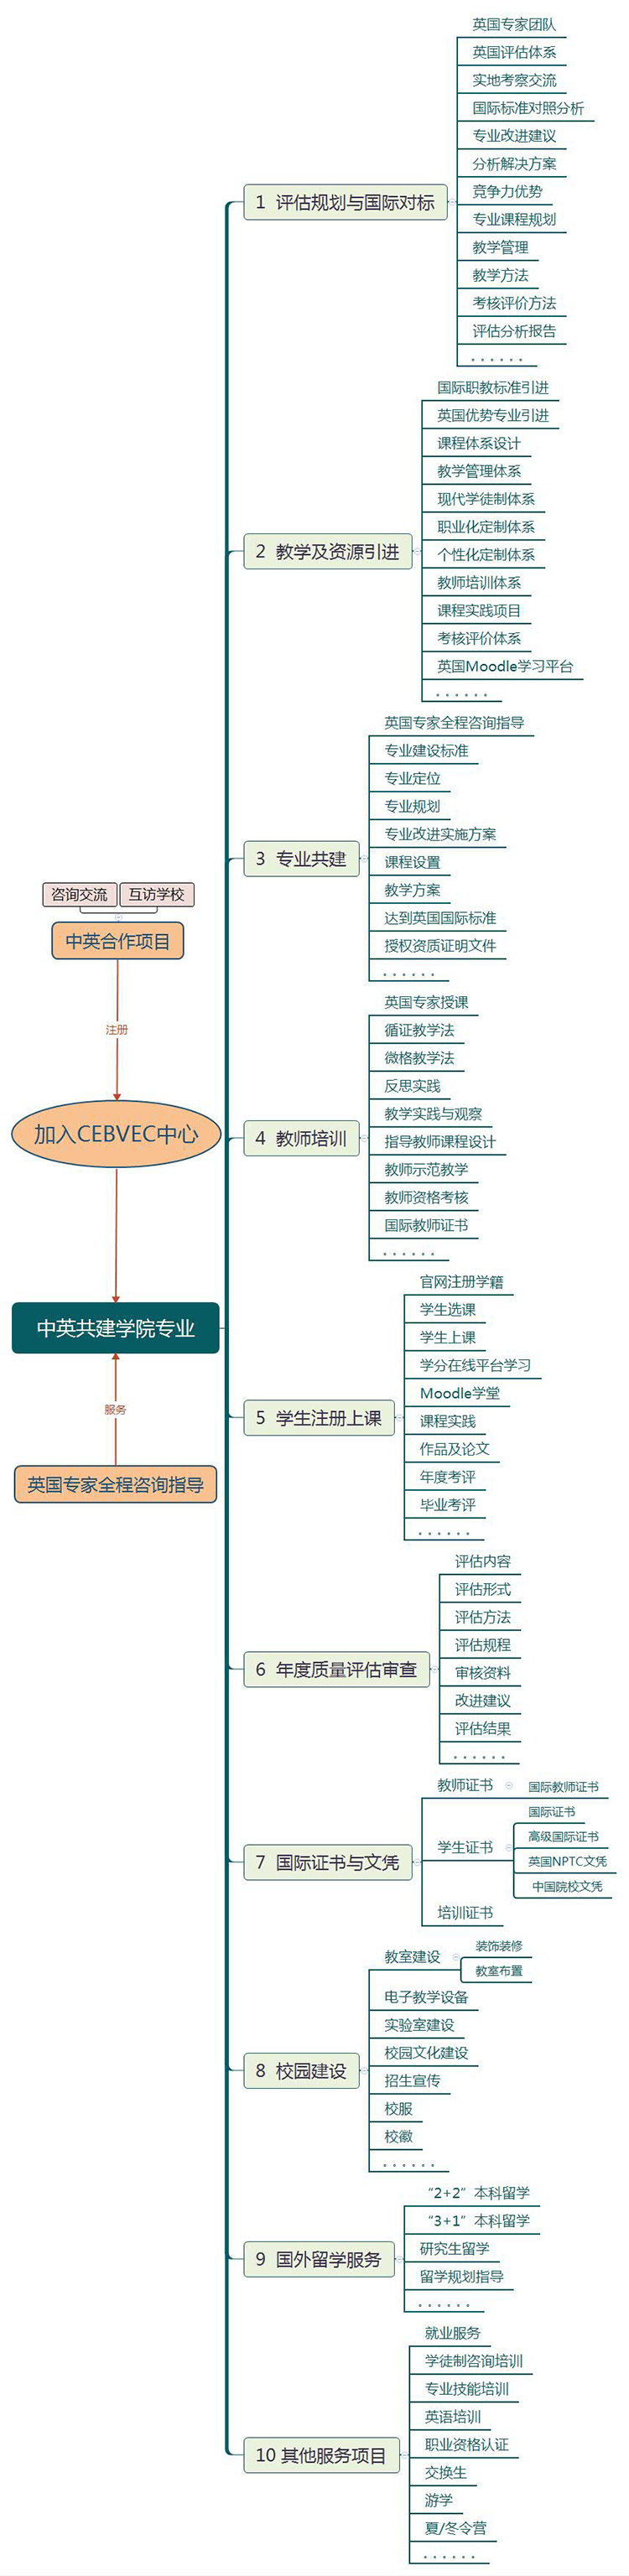 咨询交流
互访学校
中英合作项目
注册
加入CEBVEC中心
中英共建学院专业
服务
英国专家全程咨询指导
1 评估规划与国际对标
英国专家团队
英国评估体系
实地考察交流
国际标准对照分析
专业改进建议
分析解决方案
竞争力优势
专业课程规划
教学管理
教学方法
考核评价方法
评估分析报告
......
2 教学及资源引进
国际职教标准引进
英国优势专业引进
课程体系设计
教学管理体系
现代学徒制体系
职业化定制体系
个性化定制体系
教师培训体系
课程实践项目
考核评价体系
英国Moodle学习平台
......
3 专业共建
英国专家全程咨询指导
专业建设标准
专业定位
专业规划
专业改进实施方案
课程设置
教学方案
达到英国国际标准
授权资质证明文件
......
4 教师培训
英国专家授课
循证教学法
微格教学法
反思实践
教学实践与观察
指导教师课程设计
教师示范教学
教师资格考核
国际教师证书
......
5 学生注册上课
官网注册学籍
学生选课
学生上课
学分在线平台学习
Moodle学堂
课程实践
作品及论文
年度考评
毕业考评
......
6 年度质量评估审查
评估内容
评估形式
评估方法
评估规程
审核资料
改进建议
评估结果
......
7 国际证书与文凭
教师证书
国际教师证书
学生证书
国际证书
高级国际证书
英国NPTC文凭
中国院校文凭
培训证书
8 校园建设
教室建设
装饰装修
教室布置
电子教学设备
实验室建设
校园文化建设
招生宣传
校服
校徽
......
9 国外留学服务
“2+2”本科留学
“3+1”本科留学
研究生留学
留学规划指导
......
10 其他服务项目
就业服务
学徒制咨询培训
专业技能培训
英语培训
职业资格认证
交换生
游学
夏/冬令营
......